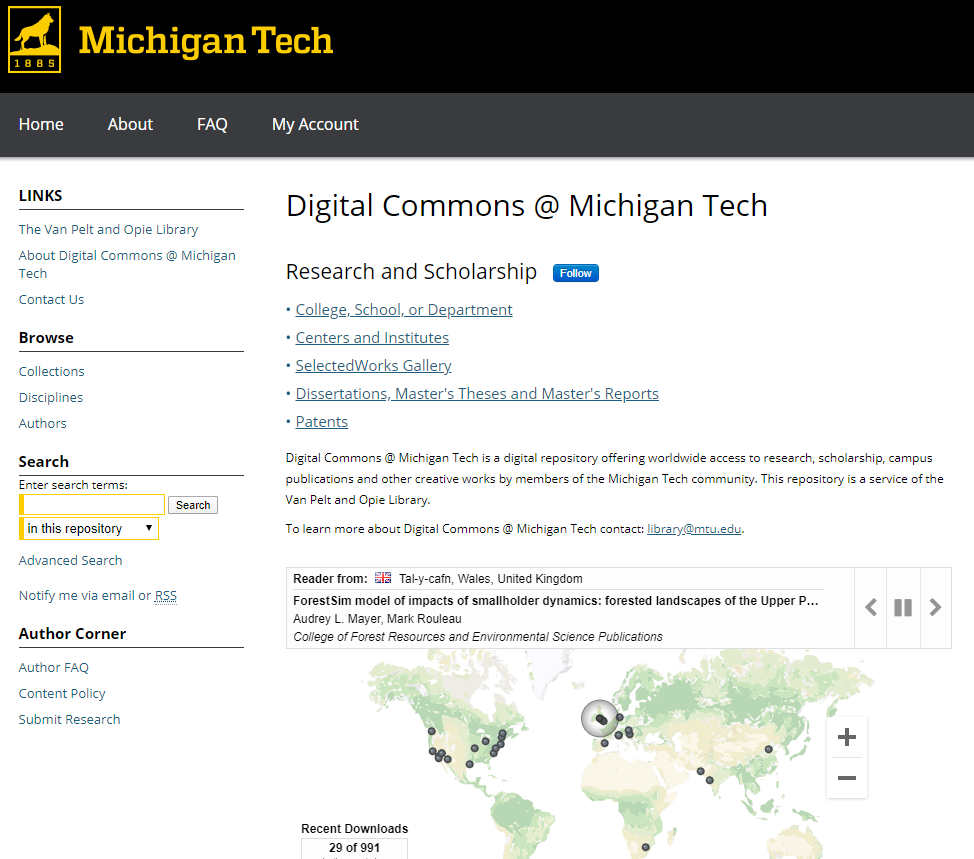 1885
Michigan Tech
Home About FAQ My Account
LINKS
The Van Pelt and Opie Library
About Digital Commons @ Michigan
Tech
Contact Us
Browse
Collections
Disciplines
Authors
Search
Enter search terms:
Search
in this repository
Advanced Search
Notify me via email or RSS
Author Corner
Author FAQ
Content Policy
Submit Research
Digital Commons @ Michigan Tech
Research and Scholarship Follow
• College, School, or Department
• Centers and Institutes
• SelectedWorks Gallery
• Dissertations, Master's Theses and Master's Reports
• Patents
Digital Commons @ Michigan Tech is a digital repository offering worldwide access to research, scholarship, campus
publications and other creative works by members of the Michigan Tech community. This repository is a service of the
Van Pelt and Opie Library.
To learn more about Digital Commons @ Michigan Tech contact: library@mtu.edu.
Reader from: Tal-y-cafn, Wales, United Kingdom
ForestSim model of impacts of smallholder dynamics: forested landscapes of the Upper P...
Audrey L. Mayer, Mark Rouleau
College of Forest Resources and Environmental Science Publications
Recent Downloads
29 of 991